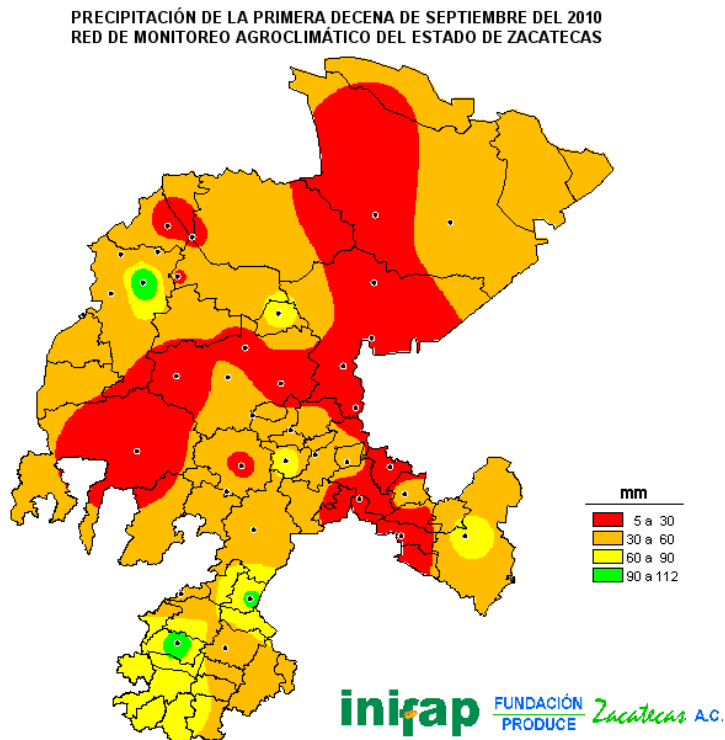 PRECIPITACIÓN DE LA PRIMERA DECENA DE SEPTIEMBRE DEL 2010
RED DE MONITOREO AGROCLIMÁTICO DEL ESTADO DE ZACATECAS
mm
5 a 30
30 a 60
60 a 90
90 a 112
inifap
FUNDACIÓN
PRODUCE
Zacatecas A.C.